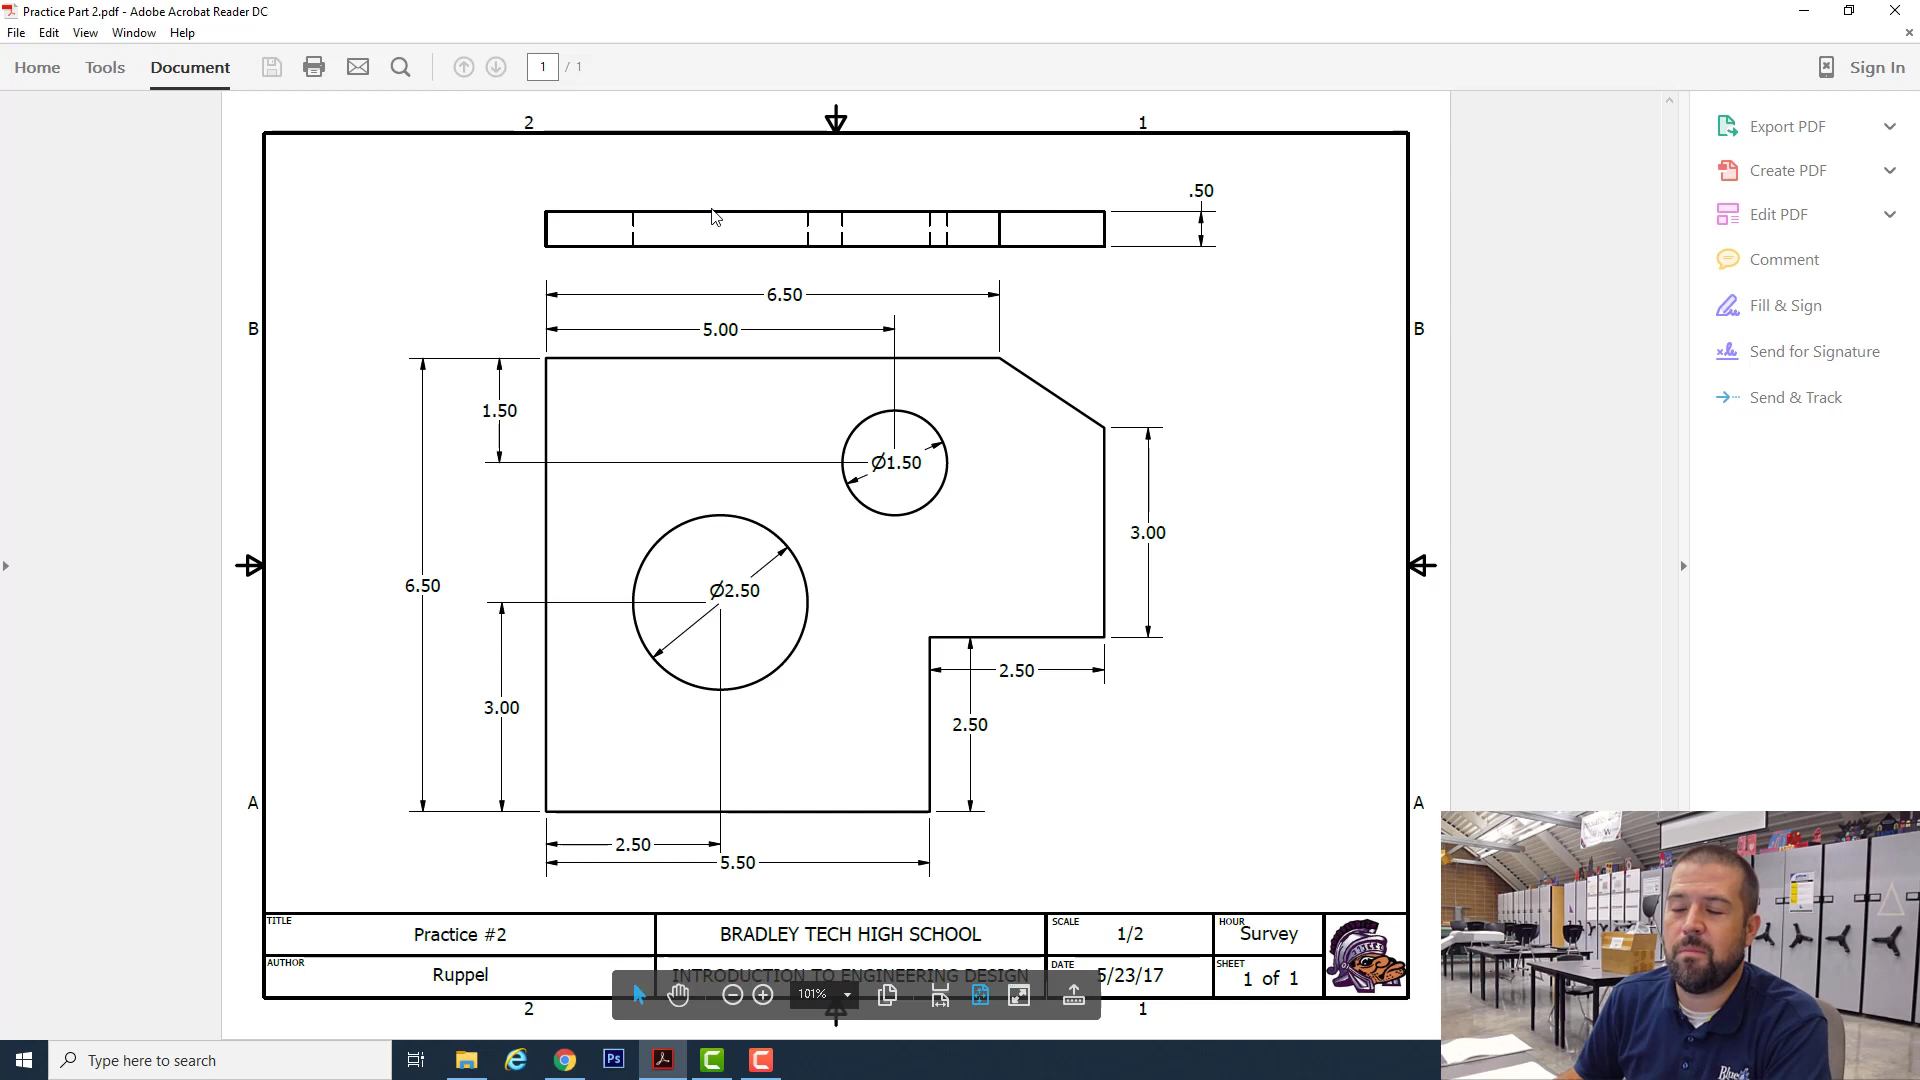 Practice Part 2.pdf - Adobe Acrobat Reader DC
File Edit View Window Help
Home Tools Document 1 / 1 Sign In
Export PDF
Create PDF
Edit PDF
Comment
Fill & Sign
Send for Signature
Send & Track
2 1
.50
6.50
B 5.00 B
1.50
Ø1.50
3.00
6.50
Ø2.50
2.50
3.00
2.50
A A
2.50
5.50
TITLE
Practice #2
BRADLEY TECH HIGH SCHOOL
SCALE
1/2
HOUR
Survey
AUTHOR
Ruppel
INTRODUCTION TO ENGINEERING DESIGN
DATE
5/23/17
SHEET
1 of 1
101%
2 1
Type here to search
Ps